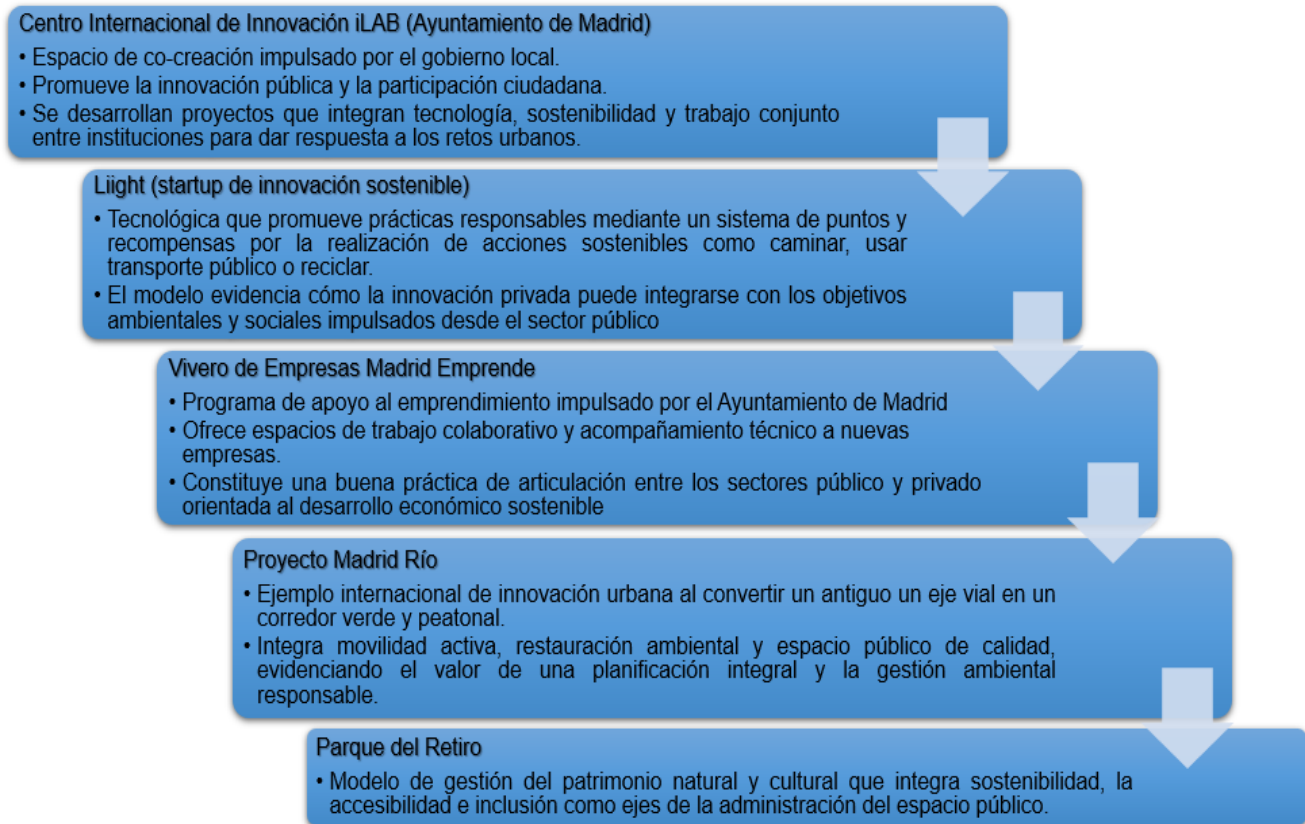 Centro Internacional de Innovación iLAB (Ayuntamiento de Madrid)
• Espacio de co-creación impulsado por el gobierno local.
• Promueve la innovación pública y la participación ciudadana.
• Se desarrollan proyectos que integran tecnología, sostenibilidad y trabajo conjunto
entre instituciones para dar respuesta a los retos urbanos.
Liight (startup de innovación sostenible)
• Tecnológica que promueve prácticas responsables mediante un sistema de puntos y
recompensas por la realización de acciones sostenibles como caminar, usar
transporte público o reciclar.
• El modelo evidencia cómo la innovación privada puede integrarse con los objetivos
ambientales y sociales impulsados desde el sector público
Vivero de Empresas Madrid Emprende
• Programa de apoyo al emprendimiento impulsado por el Ayuntamiento de Madrid
• Ofrece espacios de trabajo colaborativo y acompañamiento técnico a nuevas
empresas.
• Constituye una buena práctica de articulación entre los sectores público y privado
orientada al desarrollo económico sostenible
Proyecto Madrid Río
• Ejemplo internacional de innovación urbana al convertir un antiguo un eje vial en un
corredor verde y peatonal.
• Integra movilidad activa, restauración ambiental y espacio público de calidad,
evidenciando el valor de una planificación integral y la gestión ambiental
responsable.
Parque del Retiro
• Modelo de gestión del patrimonio natural y cultural que integra sostenibilidad, la
accesibilidad e inclusión como ejes de la administración del espacio público.